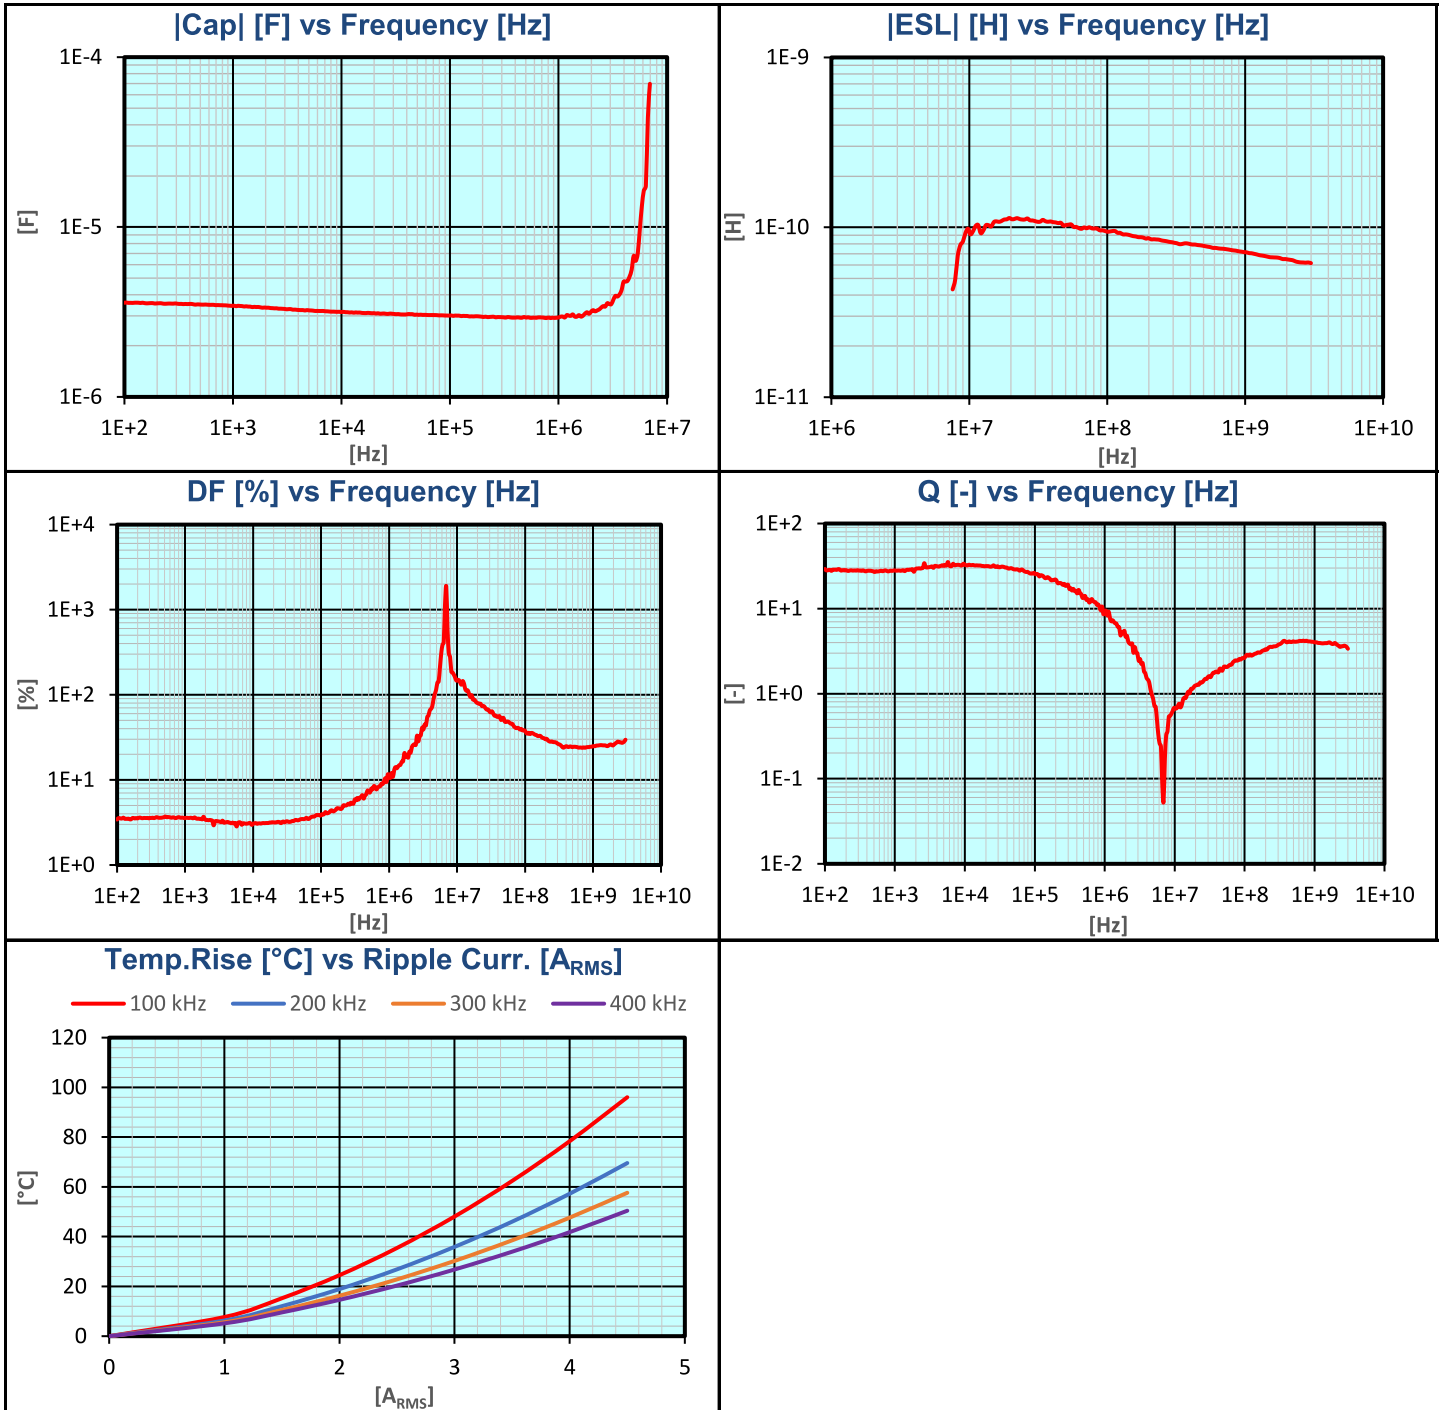 |Cap| [F] vs Frequency [Hz]
1E-4
1E-5
1E-6
[F]
1E+2 1E+3 1E+4 1E+5 1E+6 1E+7
[Hz]
|ESL| [H] vs Frequency [Hz]
1E-9
1E-10
1E-11
[H]
1E+6 1E+7 1E+8 1E+9 1E+10
[Hz]
DF [%] vs Frequency [Hz]
1E+4
1E+3
1E+2
1E+1
1E+0
[%]
1E+2 1E+3 1E+4 1E+5 1E+6 1E+7 1E+8 1E+9 1E+10
[Hz]
Q [-] vs Frequency [Hz]
1E+2
1E+1
1E+0
1E-1
1E-2
[-]
1E+2 1E+3 1E+4 1E+5 1E+6 1E+7 1E+8 1E+9 1E+10
[Hz]
Temp.Rise [°C] vs Ripple Curr. [ARMS]
100 kHz 200 kHz 300 kHz 400 kHz
120
100
80
60
40
20
0
[°C]
0 1 2 3 4 5
[ARMS]